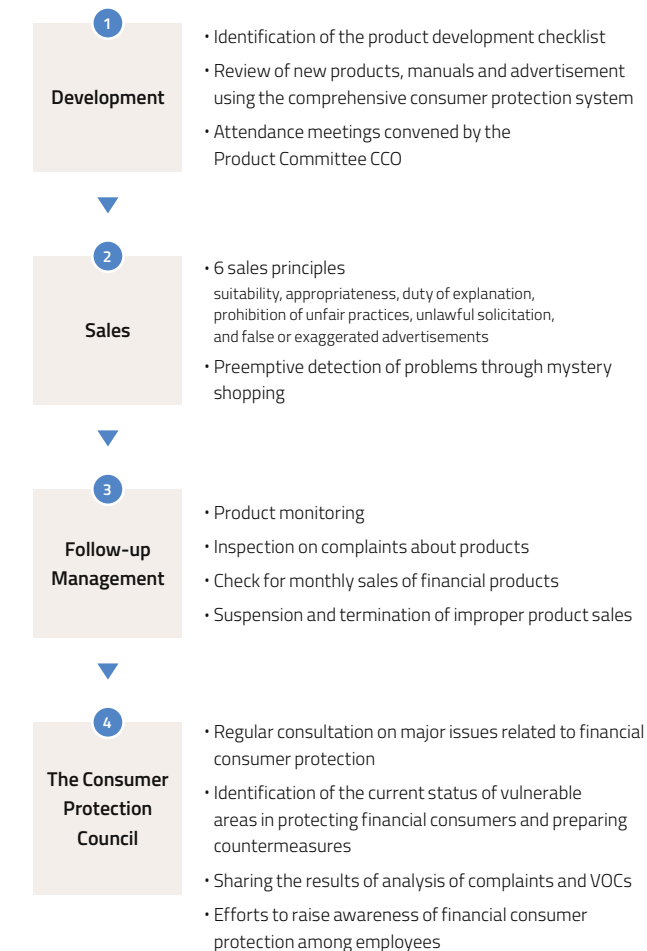 1
Development
• Identification of the product development checklist
• Review of new products, manuals and advertisement
using the comprehensive consumer protection system
• Attendance meetings convened by the
Product Committee CCO
2
Sales
• 6 sales principles
suitability, appropriateness, duty of explanation,
prohibition of unfair practices, unlawful solicitation,
and false or exaggerated advertisements
• Preemptive detection of problems through mystery
shopping
3
Follow-up
Management
• Product monitoring
• Inspection on complaints about products
• Check for monthly sales of financial products
• Suspension and termination of improper product sales
4
The Consumer
Protection
Council
• Regular consultation on major issues related to financial
consumer protection
• Identification of the current status of vulnerable
areas in protecting financial consumers and preparing
countermeasures
• Sharing the results of analysis of complaints and VOCs
• Efforts to raise awareness of financial consumer
protection among employees